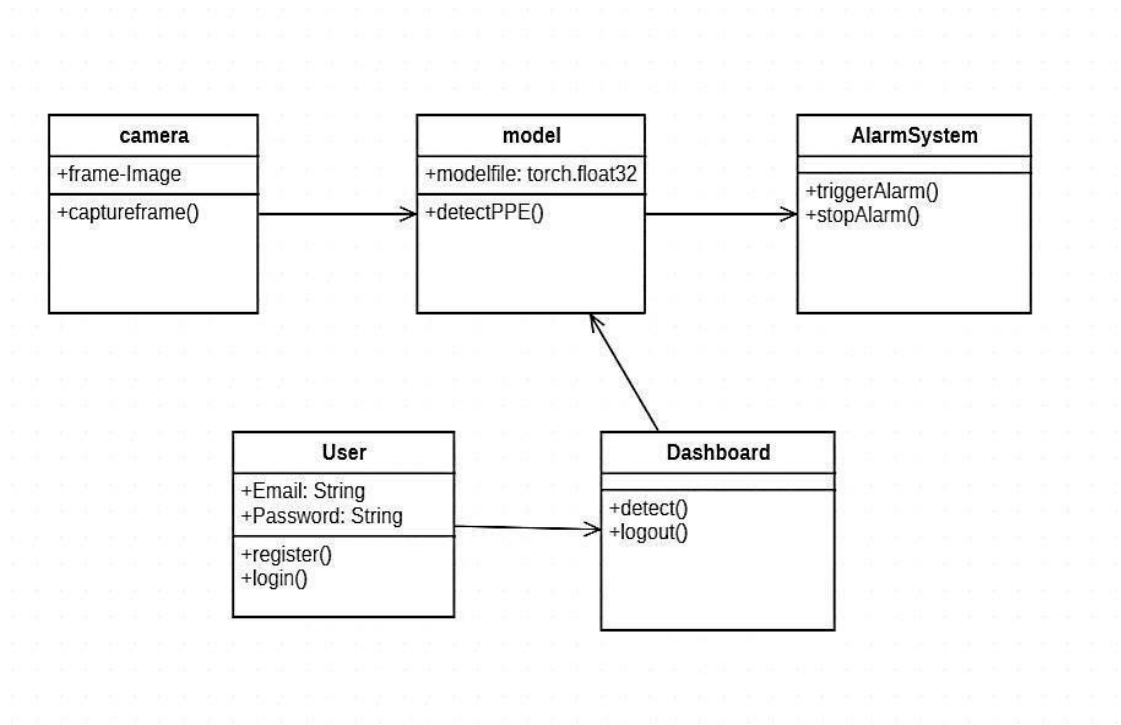 camera
+frame-Image
+captureframe()
model
+modelfile: torch.float32
+detectPPE()
AlarmSystem
+triggerAlarm()
+stopAlarm()
User
+Email: String
+Password: String
+register()
+login()
Dashboard
+detect()
+logout()